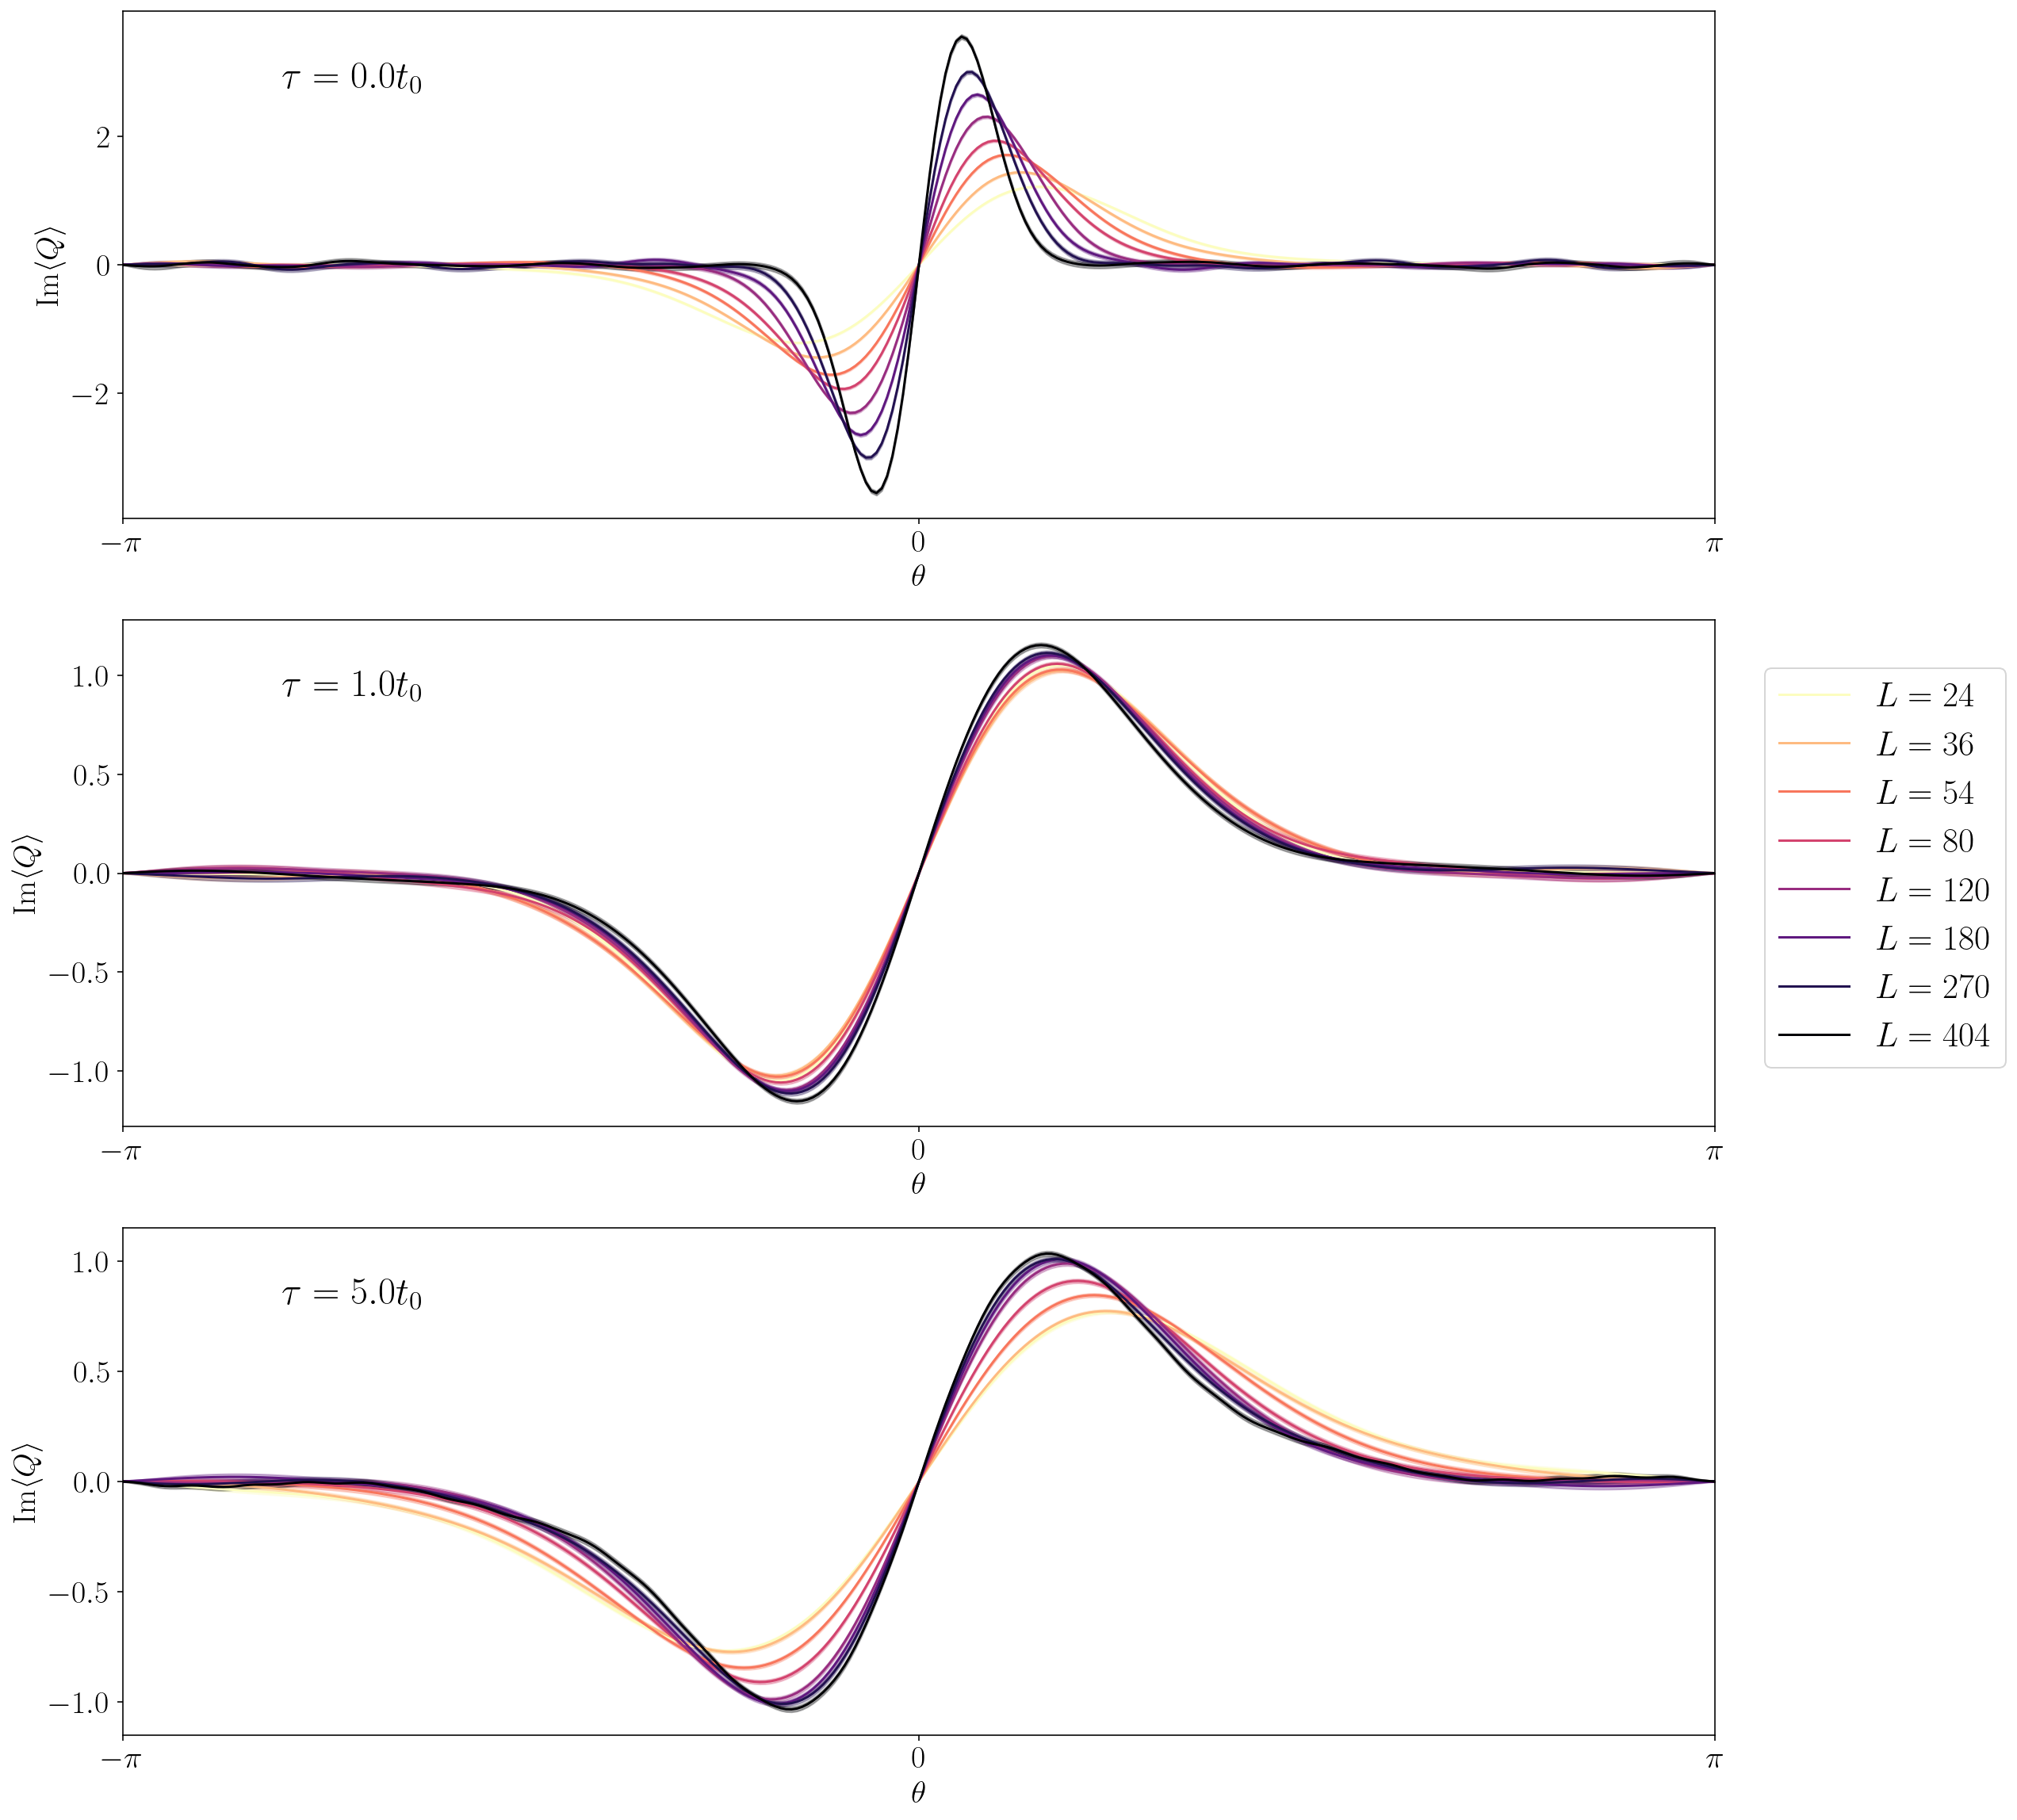 τ = 0.0t₀
Im⟨Q⟩
2
0
−2
−π
0
π
θ
τ = 1.0t₀
Im⟨Q⟩
1.0
0.5
0.0
−0.5
−1.0
−π
0
π
θ
L = 24
L = 36
L = 54
L = 80
L = 120
L = 180
L = 270
L = 404
τ = 5.0t₀
Im⟨Q⟩
1.0
0.5
0.0
−0.5
−1.0
−π
0
π
θ